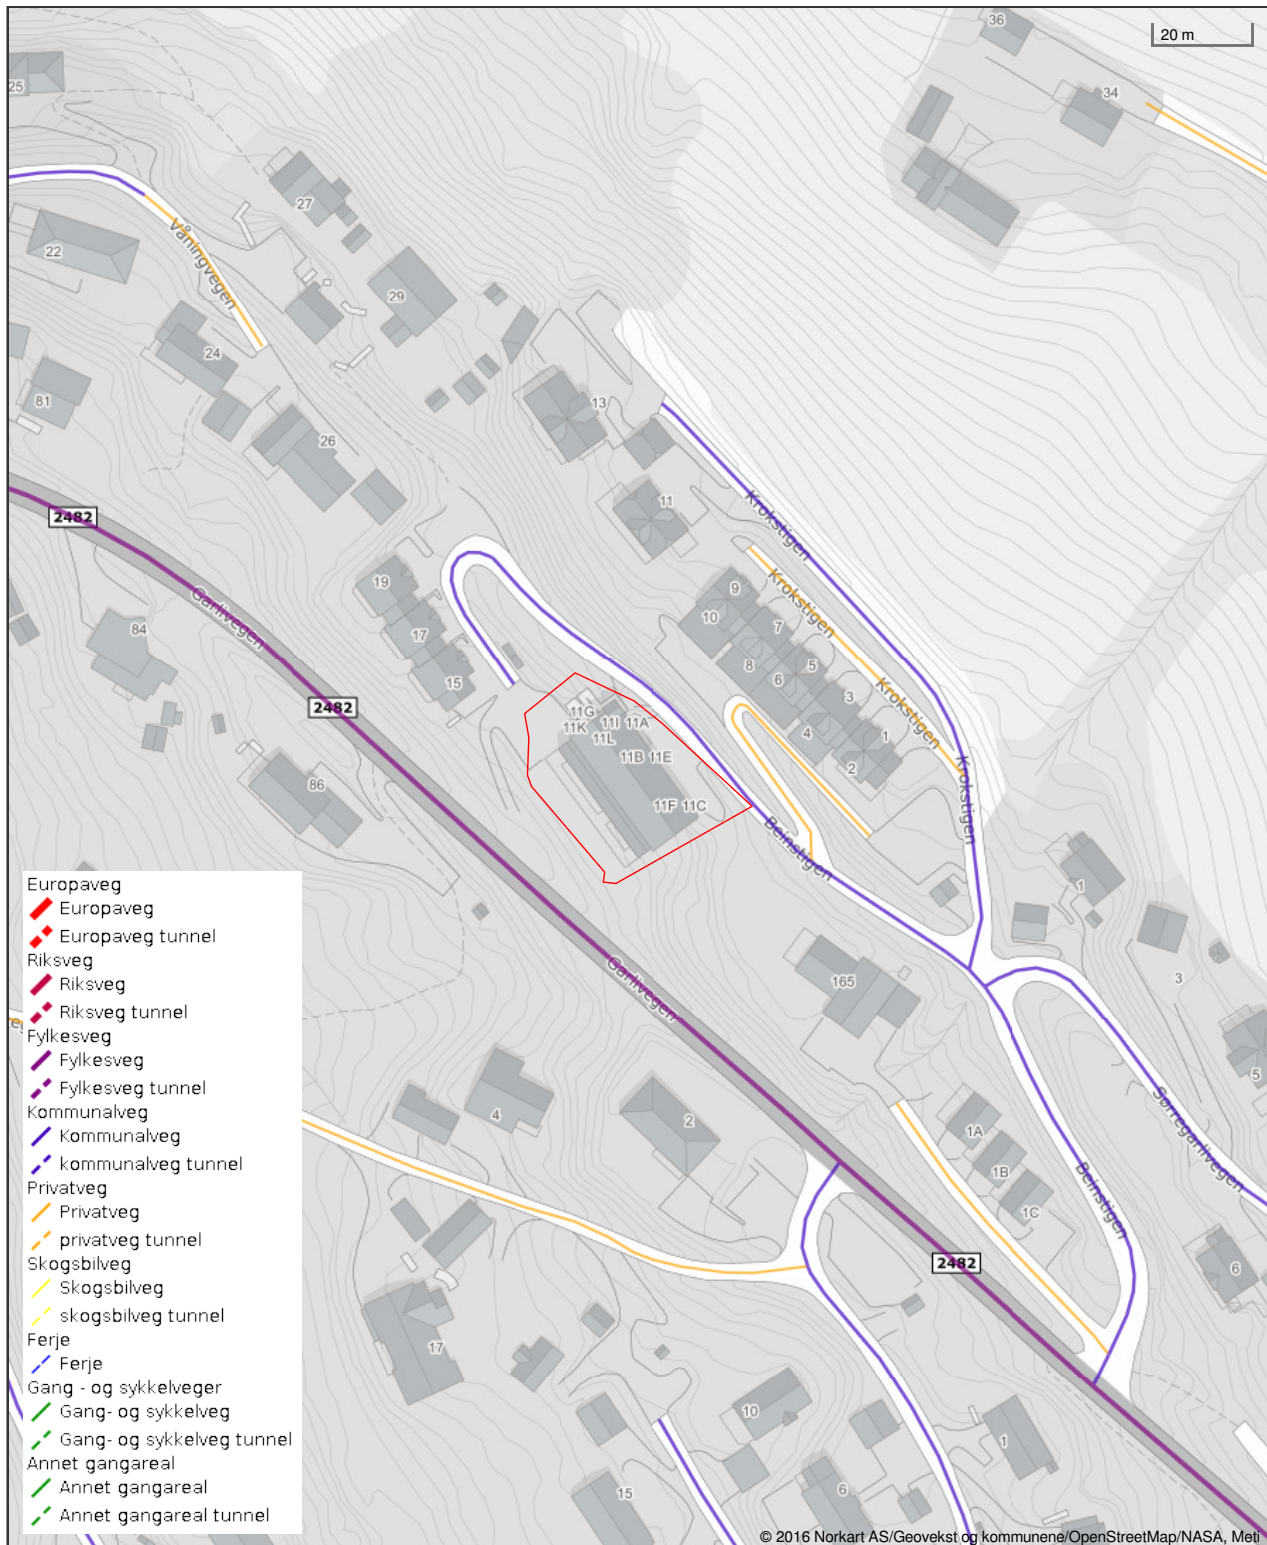 20 m
36
34
25
27
22
Våningvegen
29
24
81
26
13
11
Krokstigen
2482
Garlivegen
19
9
Krokstigen
10
7
84
17
8
5
6
15
3
Krokstigen
2482
11G
11K
11I 11A
11L
4
1
11B 11E
2
Krokstigen
86
11F 11C
Beinstigen
1
165
3
Garlivegen
5
4
2
1A
1B
1C
Sørregarlivegen
Beinstigen
2482
6
17
10
1
15
6
Europaveg
Europaveg
Europaveg tunnel
Riksveg
Riksveg
Riksveg tunnel
Fylkesveg
Fylkesveg
Fylkesveg tunnel
Kommunalveg
Kommunalveg
kommunalveg tunnel
Privatveg
Privatveg
privatveg tunnel
Skogsbilveg
Skogsbilveg
skogsbilveg tunnel
Ferje
Ferje
Gang - og sykkelveger
Gang- og sykkelveg
Gang- og sykkelveg tunnel
Annet gangareal
Annet gangareal
Annet gangareal tunnel
© 2016 Norkart AS/Geovekst og kommunene/OpenStreetMap/NASA, Meti